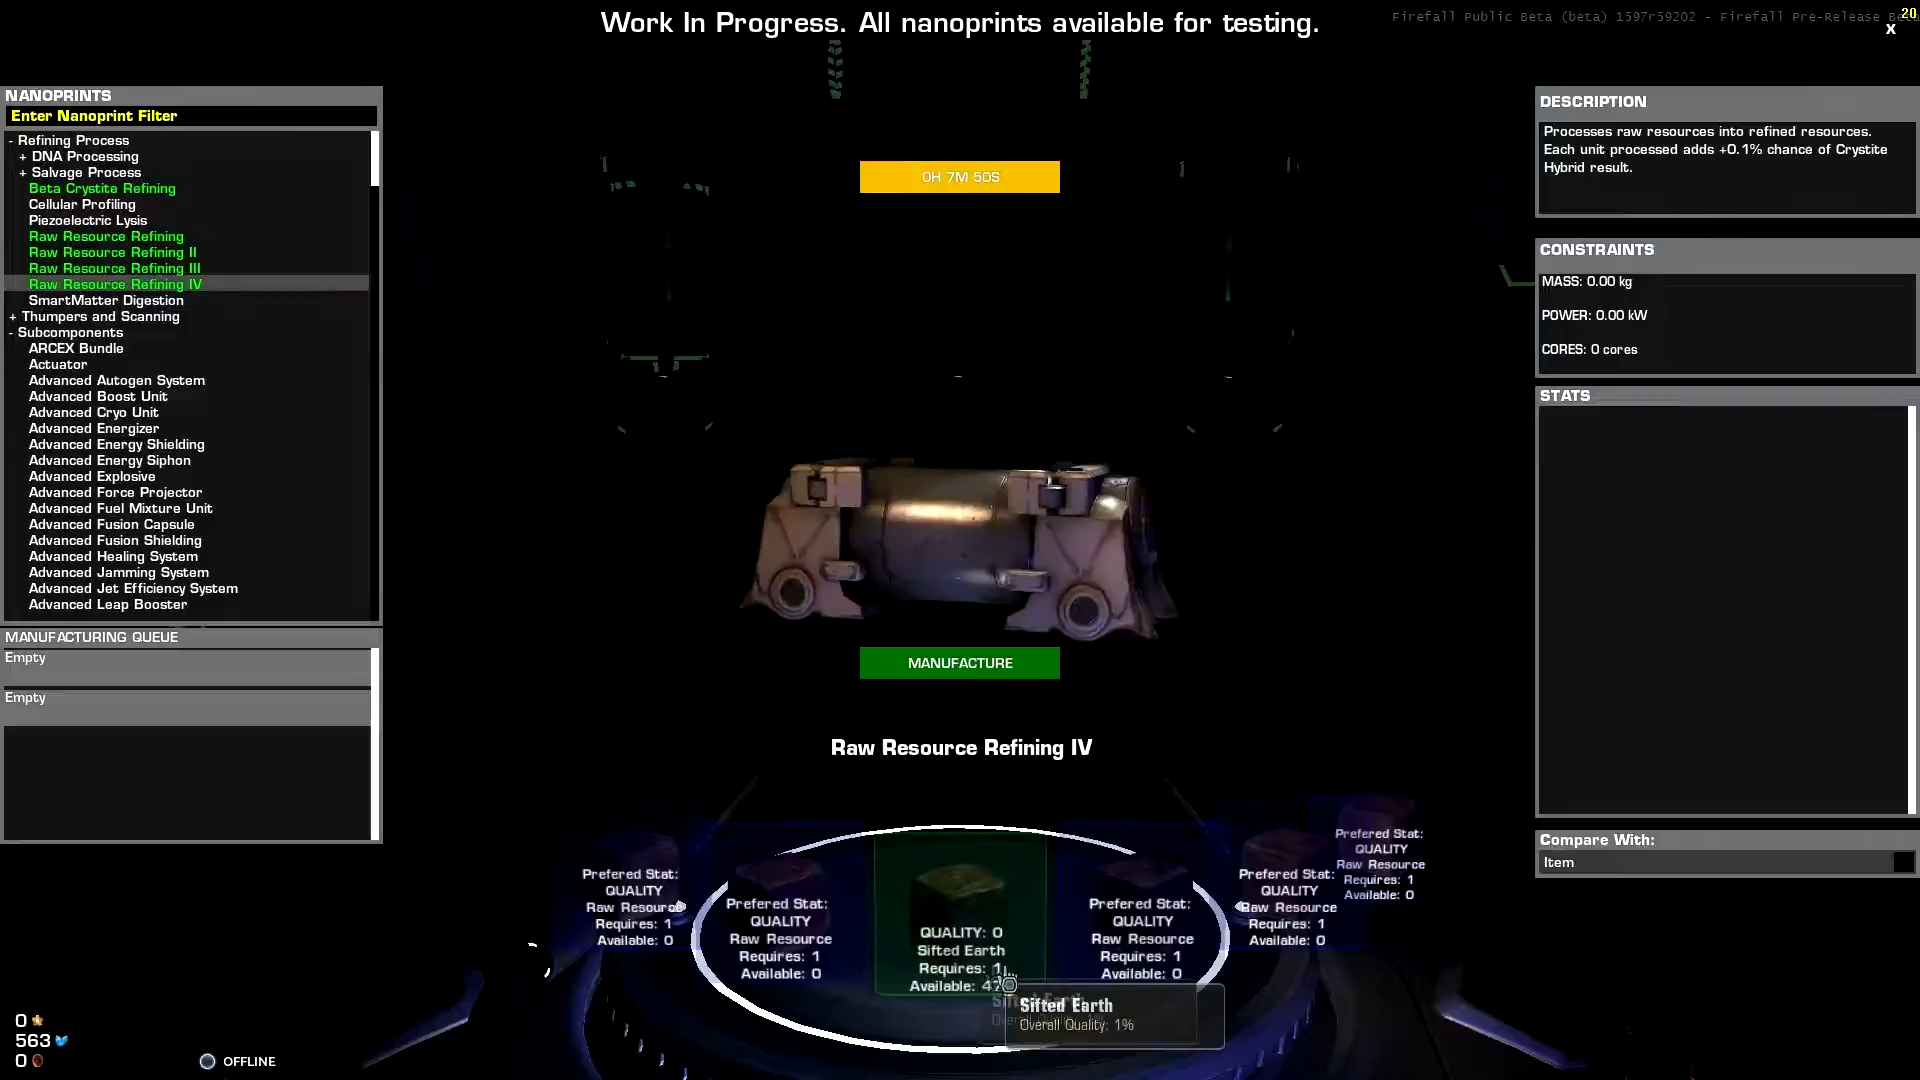 Work In Progress. All nanoprints available for testing.
Firefall Public Beta (beta) 1597r59202 - Firefall Pre-Release
20
X
NANOPRINTS
Enter Nanoprint Filter
- Refining Process
+ DNA Processing
+ Salvage Process
Beta Crystite Refining
Cellular Profiling
Piezoelectric Lysis
Raw Resource Refining
Raw Resource Refining II
Raw Resource Refining III
Raw Resource Refining IV
SmartMatter Digestion
+ Thumpers and Scanning
- Subcomponents
ARCEX Bundle
Actuator
Advanced Autogen System
Advanced Boost Unit
Advanced Cryo Unit
Advanced Energizer
Advanced Energy Shielding
Advanced Energy Siphon
Advanced Explosive
Advanced Force Projector
Advanced Fuel Mixture Unit
Advanced Fusion Capsule
Advanced Fusion Shielding
Advanced Healing System
Advanced Jamming System
Advanced Jet Efficiency System
Advanced Leap Booster
MANUFACTURING QUEUE
Empty
Empty
0H 7M 50S
MANUFACTURE
Raw Resource Refining IV
DESCRIPTION
Processes raw resources into refined resources.
Each unit processed adds +0.1% chance of Crystite
Hybrid result.
CONSTRAINTS
MASS: 0.00 kg
POWER: 0.00 kW
CORES: 0 cores
STATS
Compare With:
Item
Prefered Stat:
QUALITY
Raw Resource
Requires: 1
Available: 0
Prefered Stat:
QUALITY
Raw Resource
Requires: 1
Available: 0
QUALITY: 0
Sifted Earth
Requires: 1
Available:
Prefered Stat:
QUALITY
Raw Resource
Requires: 1
Available: 0
Prefered Stat:
QUALITY
Raw Resource
Requires: 1
Available: 0
Prefered Stat:
QUALITY
Raw Resource
Requires: 1
Available: 0
Sifted Earth
Overall Quality: 1%
0
563
0
OFFLINE